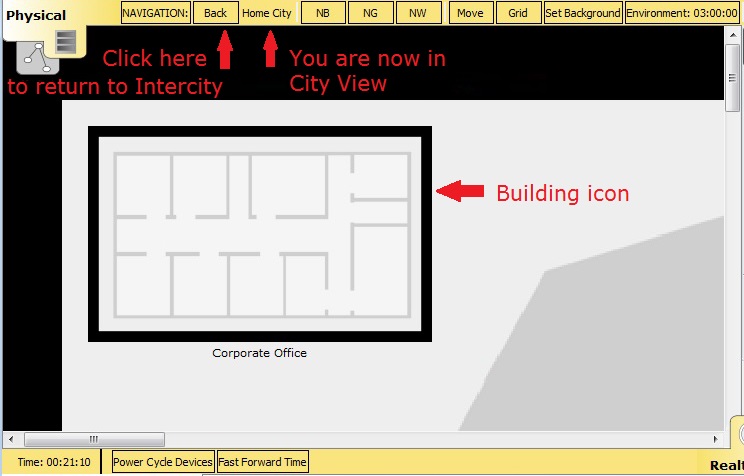 Physical
NAVIGATION: Back Home City NB NG NW Move Grid Set Background Environment: 03:00:00
Click here
to return to Intercity
You are now in
City View
Building icon
Corporate Office
Time: 00:21:10 Power Cycle Devices Fast Forward Time